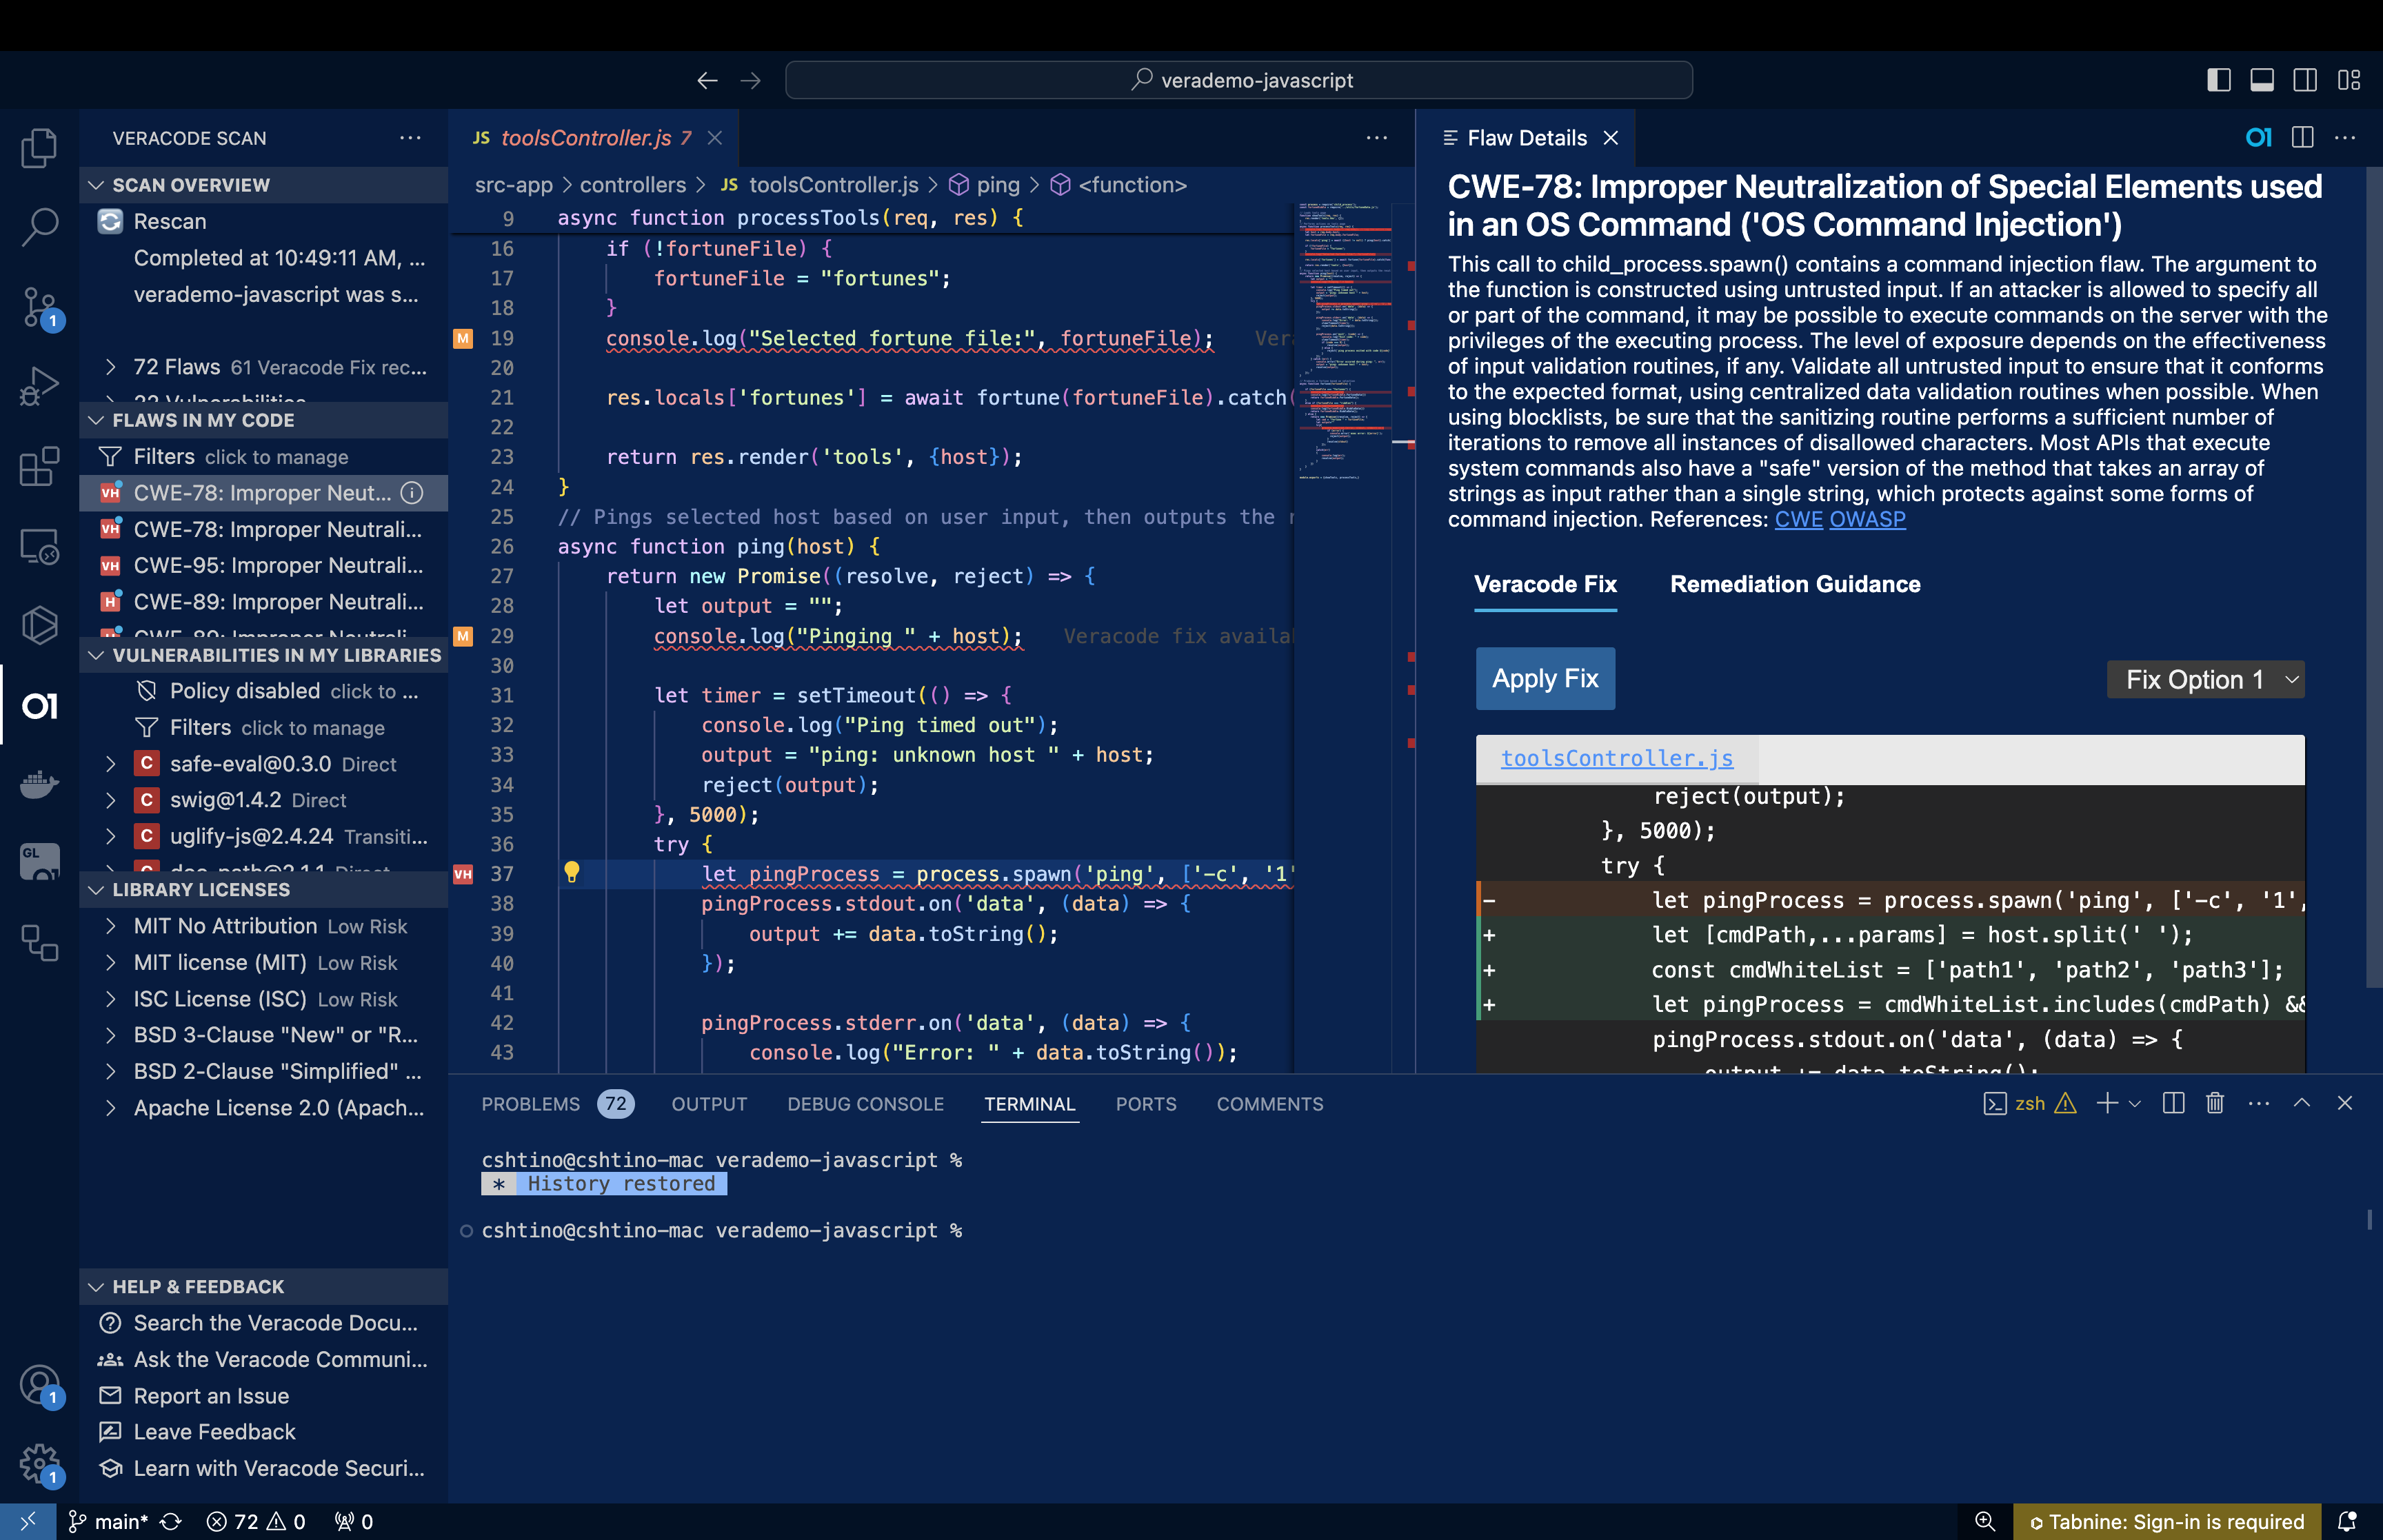 verademo-javascript
VERACODE SCAN
SCAN OVERVIEW
Rescan
Completed at 10:49:11 AM, ...
verademo-javascript was s...
72 Flaws 61 Veracode Fix rec...
FLAWS IN MY CODE
Filters click to manage
VH CWE-78: Improper Neut...
VH CWE-78: Improper Neutrali...
VH CWE-95: Improper Neutrali...
H CWE-89: Improper Neutrali...
VULNERABILITIES IN MY LIBRARIES
Policy disabled click to ...
Filters click to manage
C safe-eval@0.3.0 Direct
C swig@1.4.2 Direct
C uglify-js@2.4.24 Transiti...
LIBRARY LICENSES
MIT No Attribution Low Risk
MIT license (MIT) Low Risk
ISC License (ISC) Low Risk
BSD 3-Clause "New" or "R...
BSD 2-Clause "Simplified" ...
Apache License 2.0 (Apach...
HELP & FEEDBACK
Search the Veracode Docu...
Ask the Veracode Communi...
Report an Issue
Leave Feedback
Learn with Veracode Securi...
JS toolsController.js 7
src-app > controllers > JS toolsController.js > ping > <function>
9 async function processTools(req, res) {
16 if (!fortuneFile) {
17 fortuneFile = "fortunes";
18 }
M 19 console.log("Selected fortune file:", fortuneFile); Ver
20
21 res.locals['fortunes'] = await fortune(fortuneFile).catch(
22
23 return res.render('tools', {host});
24 }
25 // Pings selected host based on user input, then outputs the
26 async function ping(host) {
27 return new Promise((resolve, reject) => {
28 let output = "";
M 29 console.log("Pinging " + host); Veracode fix availa
30
31 let timer = setTimeout(() => {
32 console.log("Ping timed out");
33 output = "ping: unknown host " + host;
34 reject(output);
35 }, 5000);
36 try {
VH 37 let pingProcess = process.spawn('ping', ['-c', '1'
38 pingProcess.stdout.on('data', (data) => {
39 output += data.toString();
40 });
41
42 pingProcess.stderr.on('data', (data) => {
43 console.log("Error: " + data.toString());
Flaw Details
CWE-78: Improper Neutralization of Special Elements used
in an OS Command ('OS Command Injection')
This call to child_process.spawn() contains a command injection flaw. The argument to
the function is constructed using untrusted input. If an attacker is allowed to specify all
or part of the command, it may be possible to execute commands on the server with the
privileges of the executing process. The level of exposure depends on the effectiveness
of input validation routines, if any. Validate all untrusted input to ensure that it conforms
to the expected format, using centralized data validation routines when possible. When
using blocklists, be sure that the sanitizing routine performs a sufficient number of
iterations to remove all instances of disallowed characters. Most APIs that execute
system commands also have a "safe" version of the method that takes an array of
strings as input rather than a single string, which protects against some forms of
command injection. References: CWE OWASP
Veracode Fix Remediation Guidance
Apply Fix Fix Option 1
toolsController.js
reject(output);
}, 5000);
try {
- let pingProcess = process.spawn('ping', ['-c', '1',
+ let [cmdPath,...params] = host.split(' ');
+ const cmdWhiteList = ['path1', 'path2', 'path3'];
+ let pingProcess = cmdWhiteList.includes(cmdPath) &&
pingProcess.stdout.on('data', (data) => {
output += data.toString();
PROBLEMS 72 OUTPUT DEBUG CONSOLE TERMINAL PORTS COMMENTS
zsh
cshtino@cshtino-mac verademo-javascript %
* History restored
cshtino@cshtino-mac verademo-javascript %
main* 72 0 0
Tabnine: Sign-in is required